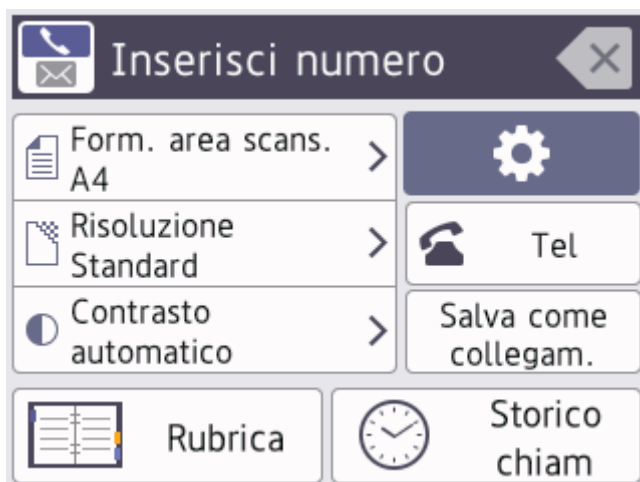 Inserisci numero
Form. area scans.
A4
Risoluzione
Standard
Contrasto
automatico
Tel
Salva come
collegam.
Rubrica
Storico
chiam